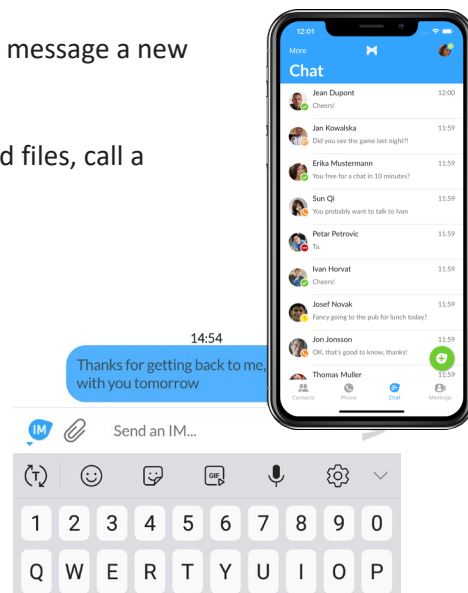 message a new
d files, call a
12:01
More
Chat
Jean Dupont 12:00
Cheers!
Jan Kowalska 11:59
Did you see the game last night?!
Erika Mustermann 11:59
You free for a chat in 10 minutes?
Sun Qi 11:59
You probably want to talk to Ivan
Petar Petrovic 11:59
Ta.
Ivan Horvat 11:59
Cheers!
Josef Novak 11:59
Fancy going to the pub for lunch today?
Jon Jonsson 11:59
OK, that's good to know, thanks!
Thomas Muller 11:59
Contacts Phone Chat Meetings
14:54
Thanks for getting back to me,
with you tomorrow
IM Send an IM...
T GIF
1 2 3 4 5 6 7 8 9 0
Q W E R T Y U I O P